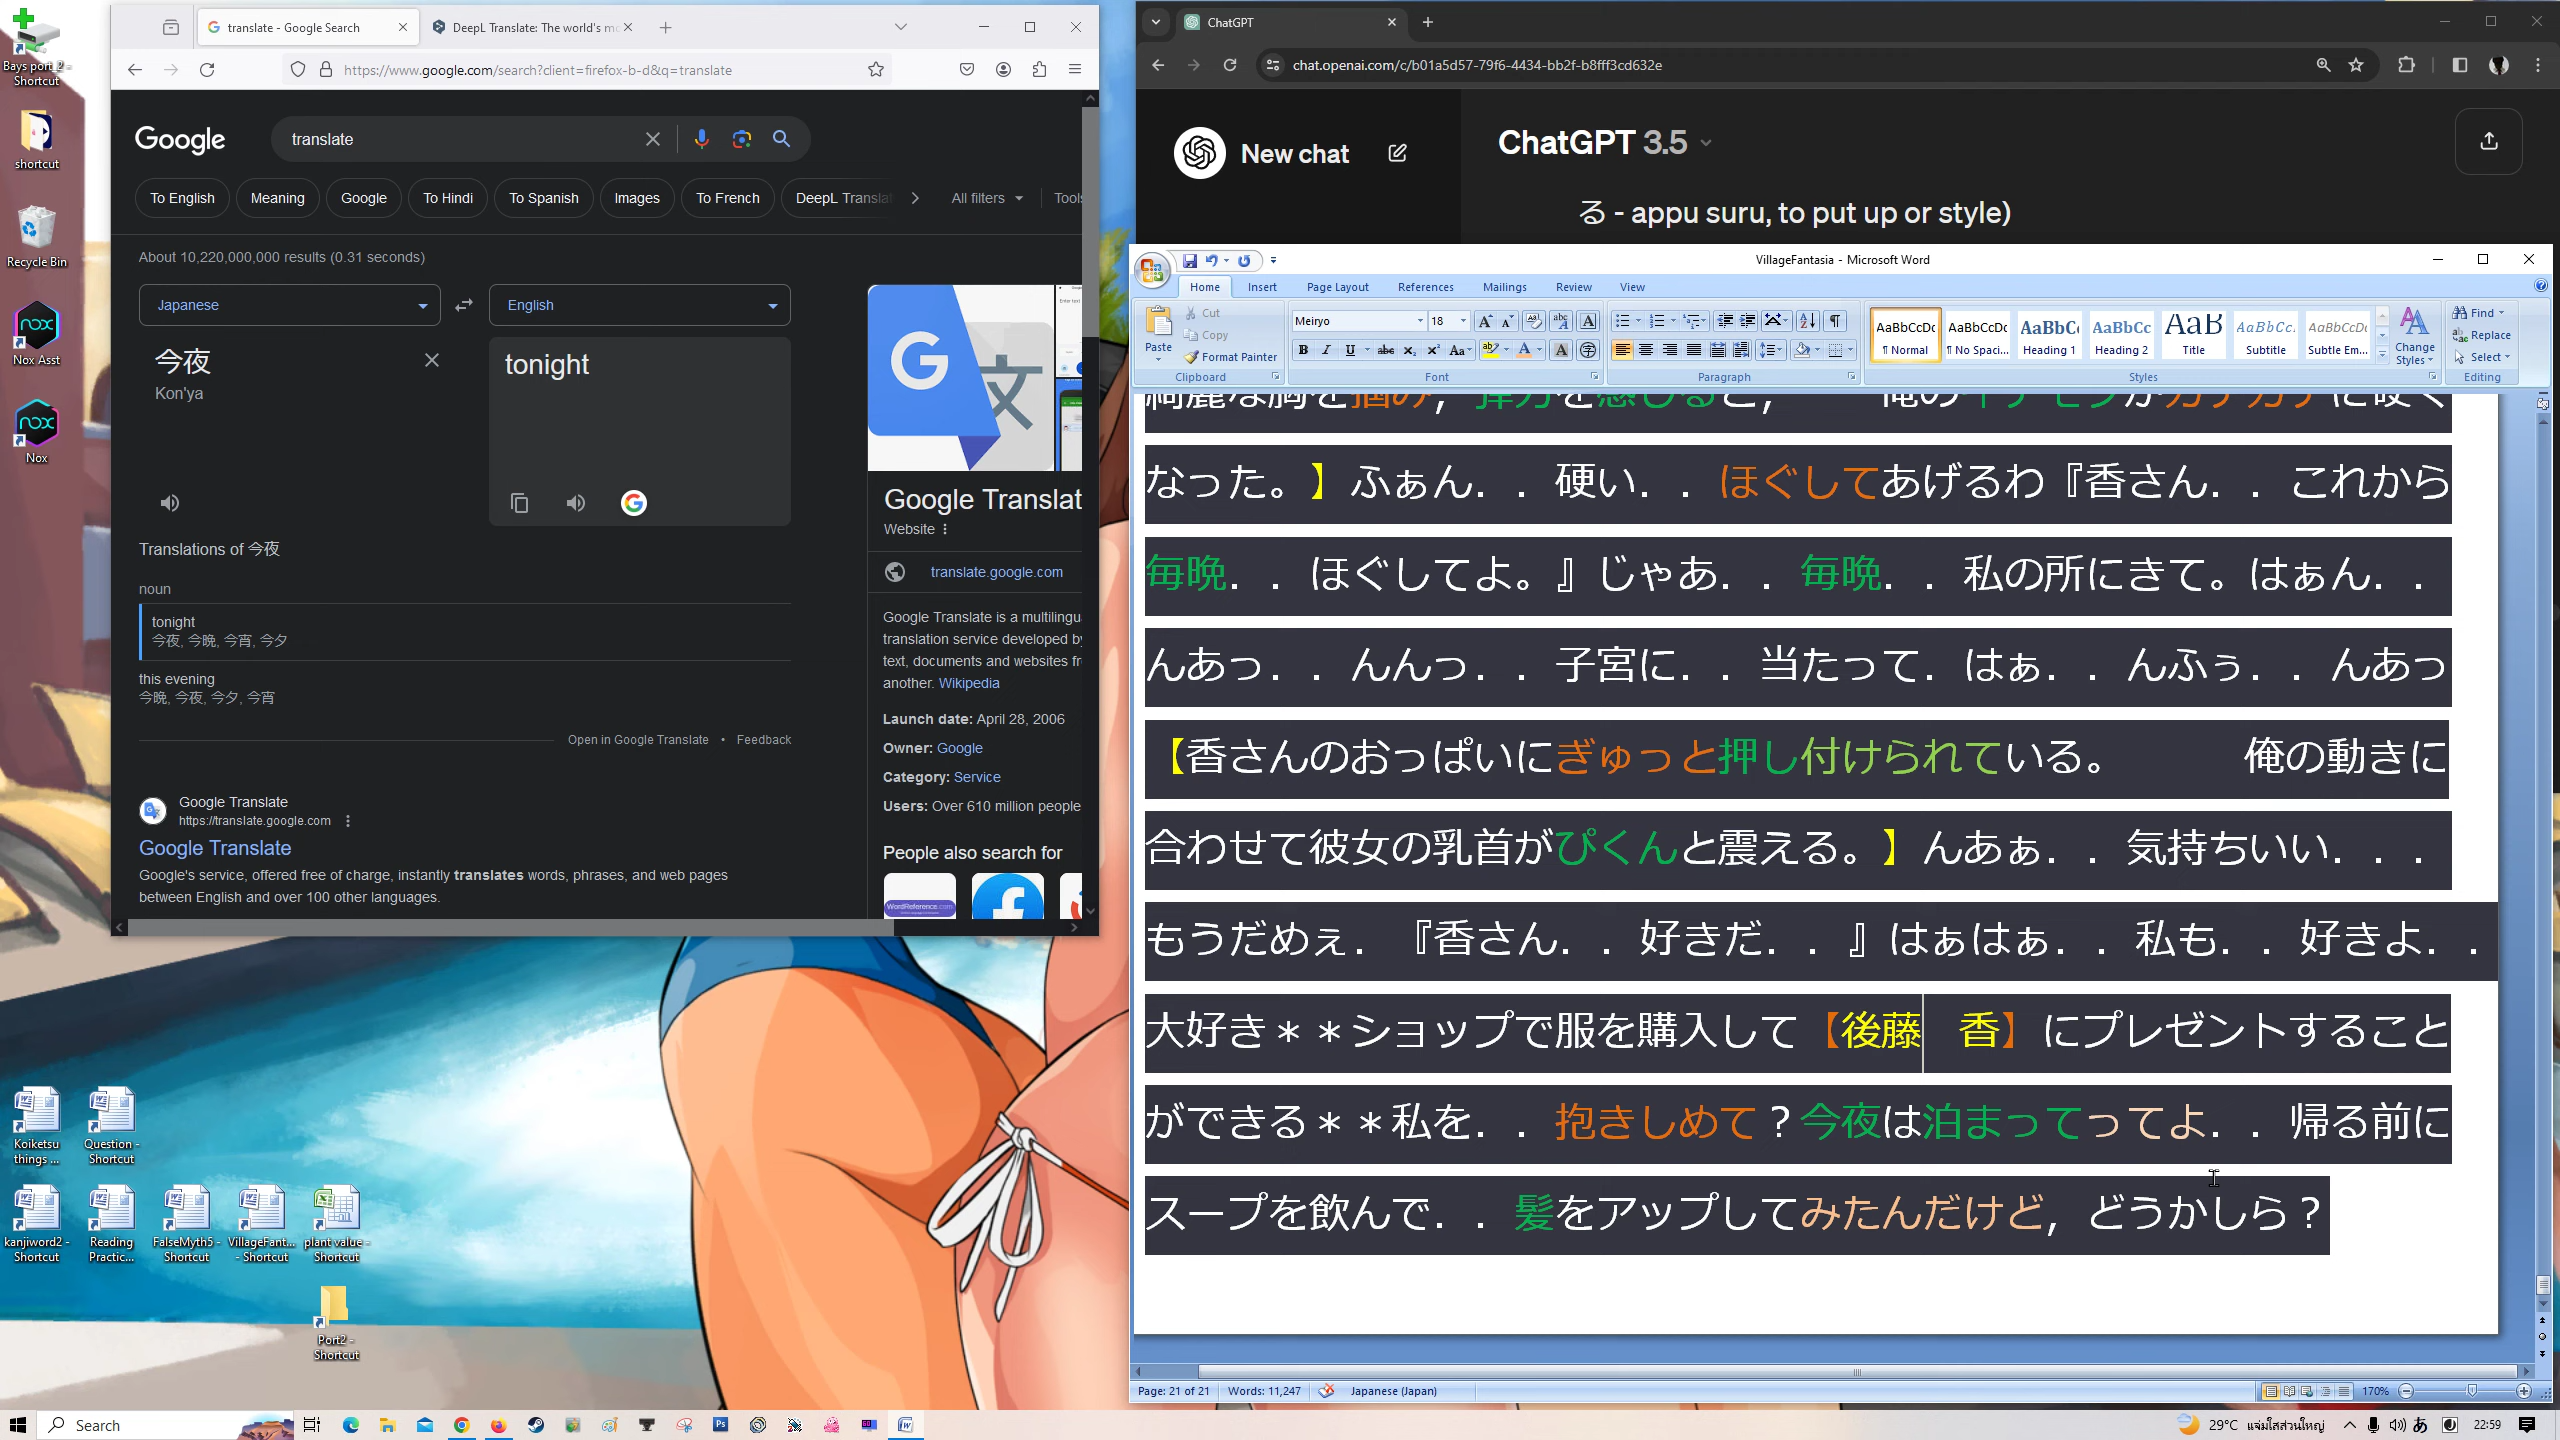 Bays port 2 - Shortcut
shortcut
Recycle Bin
Nox Asst
Nox
translate - Google Search
DeepL Translate: The world's mo
https://www.google.com/search?client=firefox-b-d&q=translate
Google
translate
To English
Meaning
Google
To Hindi
To Spanish
Images
To French
DeepL Translat
All filters
Tools
About 10,220,000,000 results (0.31 seconds)
Japanese
English
今夜
Kon'ya
tonight
Translations of 今夜
noun
tonight
今夜, 今晩, 今宵, 今夕
this evening
今晩, 今夜, 今夕, 今宵
Open in Google Translate • Feedback
Google Translate
https://translate.google.com
Google Translate
Google's service, offered free of charge, instantly translates words, phrases, and web pages
between English and over 100 other languages.
Google Translat
Website
translate.google.com
Google Translate is a multilingu
translation service developed by
text, documents and websites fr
another. Wikipedia
Launch date: April 28, 2006
Owner: Google
Category: Service
Users: Over 610 million people
People also search for
WordReference.com
ChatGPT
chat.openai.com/c/b01a5d57-79f6-4434-bb2f-b8fff3cd632e
New chat
ChatGPT 3.5
る - appu suru, to put up or style)
VillageFantasia - Microsoft Word
Home
Insert
Page Layout
References
Mailings
Review
View
Paste
Cut
Copy
Format Painter
Clipboard
Meiryo
18
Font
Paragraph
AaBbCcDc
¶ Normal
AaBbCcDc
¶ No Spaci...
AaBbC
Heading 1
AaBbCc
Heading 2
AaB
Title
AaBbCc.
Subtitle
AaBbCcDc
Subtle Em...
Change Styles
Styles
Find
Replace
Select
Editing
なった。】ふぁん．．硬い．．ほぐしてあげるわ『香さん．．これから
毎晩．．ほぐしてよ。』じゃあ．．毎晩．．私の所にきて。はぁん．．
んあっ．．んんっ．．子宮に．．当たって．はぁ．．んふぅ．．んあっ
【香さんのおっぱいにぎゅっと押し付けられている。　　　俺の動きに
合わせて彼女の乳首がぴくんと震える。】んあぁ．．気持ちいい．．．
もうだめぇ．『香さん．．好きだ．．』はぁはぁ．．私も．．好きよ．．
大好き＊＊ショップで服を購入して【後藤　香】にプレゼントすること
ができる＊＊私を．．抱きしめて？今夜は泊まってってよ．．帰る前に
スープを飲んで．．髪をアップしてみたんだけど，どうかしら？
Page: 21 of 21
Words: 11,247
Japanese (Japan)
170%
Koiketsu things ...
Question - Shortcut
kanjiword2 - Shortcut
Reading Practic...
FalseMyth5 - Shortcut
VillageFant... - Shortcut
plant value - Shortcut
Port2 - Shortcut
Search
29°C แจ่มใสส่วนใหญ่
あ
22:59